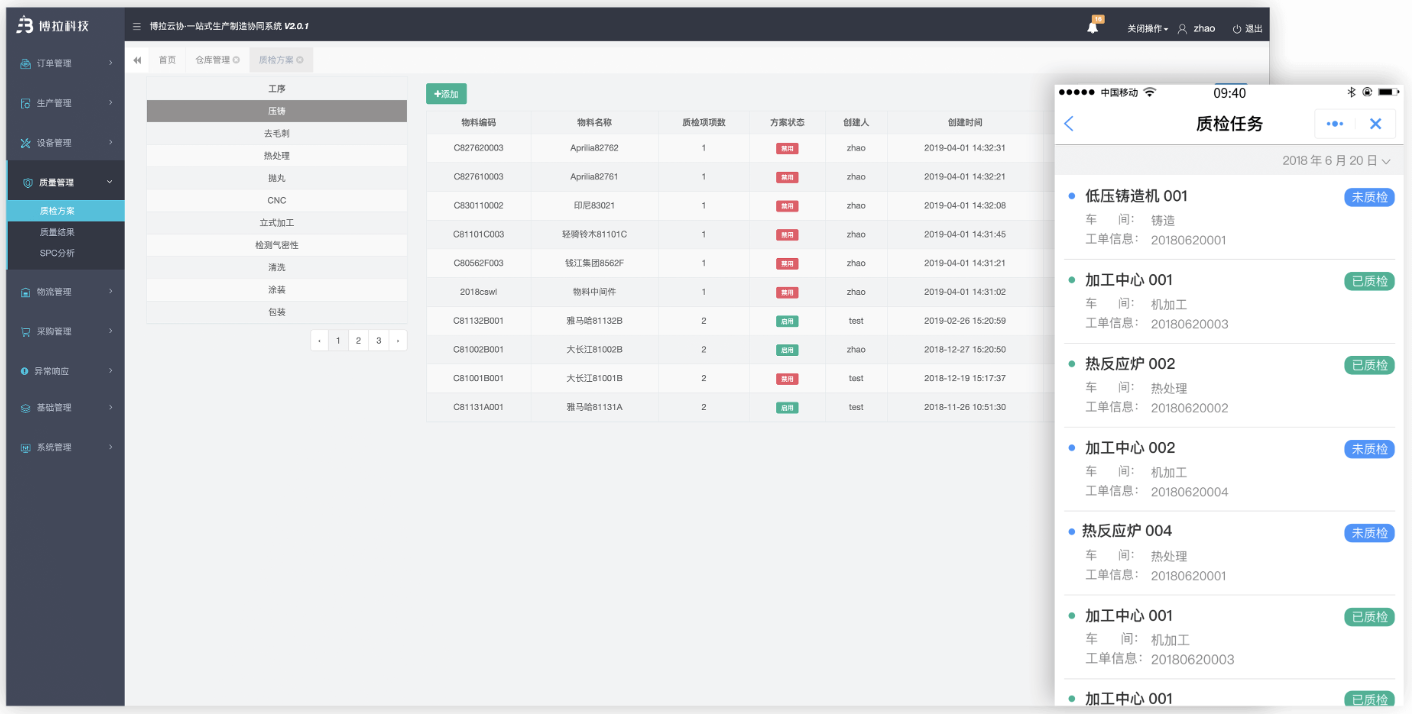 博拉科技
博拉云协·一站式生产制造协同系统 V2.0.1
16
关闭操作 zhao 退出
订单管理
生产管理
设备管理
质量管理
质检方案
质量结果
SPC分析
物流管理
采购管理
异常响应
基础管理
系统管理
首页 仓库管理 质检方案
工序
压铸
去毛刺
热处理
抛丸
CNC
立式加工
检测气密性
清洗
涂装
包装
1 2 3
+添加
物料编码 物料名称 质检项项数 方案状态 创建人 创建时间
C827620003 Aprilia82762 1 禁用 zhao 2019-04-01 14:32:31
C827610003 Aprilia82761 1 禁用 zhao 2019-04-01 14:32:21
C830110002 印尼83021 1 禁用 zhao 2019-04-01 14:32:08
C81101C003 轻骑铃木81101C 1 禁用 zhao 2019-04-01 14:31:45
C80562F003 钱江集团8562F 1 禁用 zhao 2019-04-01 14:31:21
2018cswl 物料中间件 1 禁用 zhao 2019-04-01 14:31:02
C81132B001 雅马哈81132B 2 启用 test 2019-02-26 15:20:59
C81002B001 大长江81002B 2 启用 zhao 2018-12-27 15:20:50
C81001B001 大长江81001B 2 禁用 test 2018-12-19 15:17:37
C81131A001 雅马哈81131A 2 启用 test 2018-11-26 10:51:30
中国移动 09:40
质检任务
2018 年 6 月 20 日
低压铸造机 001 未质检
车 间： 铸造
工单信息： 20180620001
加工中心 001 已质检
车 间： 机加工
工单信息： 20180620003
热反应炉 002 已质检
车 间： 热处理
工单信息： 20180620002
加工中心 002 未质检
车 间： 机加工
工单信息： 20180620004
热反应炉 004 未质检
车 间： 热处理
工单信息： 20180620001
加工中心 001 已质检
车 间： 机加工
工单信息： 20180620003
加工中心 001 已质检